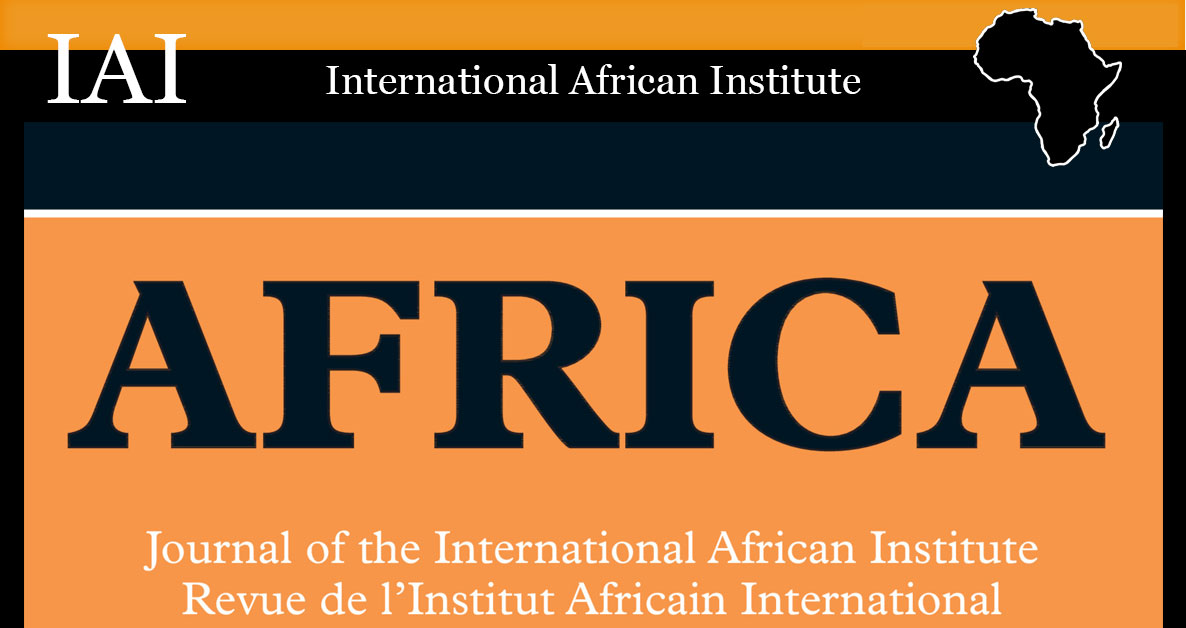 IAI
International African Institute
AFRICA
Journal of the International African Institute
Revue de l’Institut Africain International